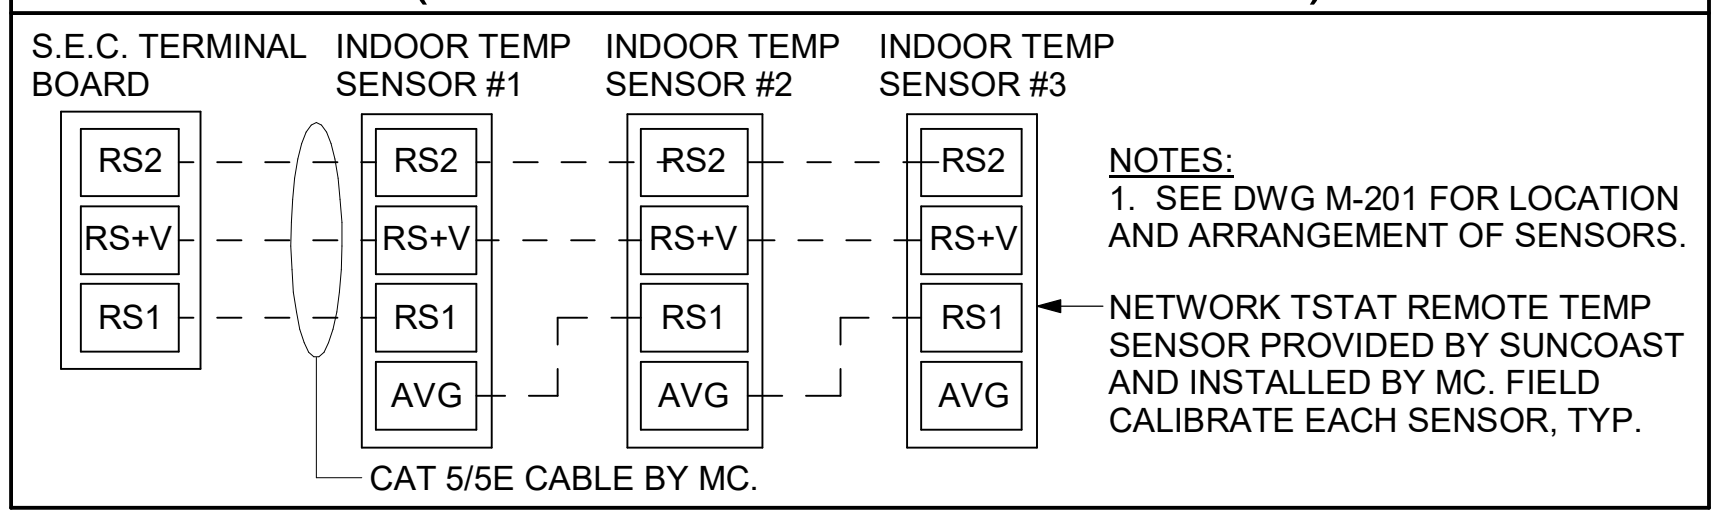 S.E.C. TERMINAL
BOARD
INDOOR TEMP
SENSOR #1
INDOOR TEMP
SENSOR #2
INDOOR TEMP
SENSOR #3
RS2
RS+V
RS1
RS2
RS+V
RS1
AVG
RS2
RS+V
RS1
AVG
RS2
RS+V
RS1
AVG
CAT 5/5E CABLE BY MC.
NOTES:
1. SEE DWG M-201 FOR LOCATION
AND ARRANGEMENT OF SENSORS.
NETWORK TSTAT REMOTE TEMP
SENSOR PROVIDED BY SUNCOAST
AND INSTALLED BY MC. FIELD
CALIBRATE EACH SENSOR, TYP.